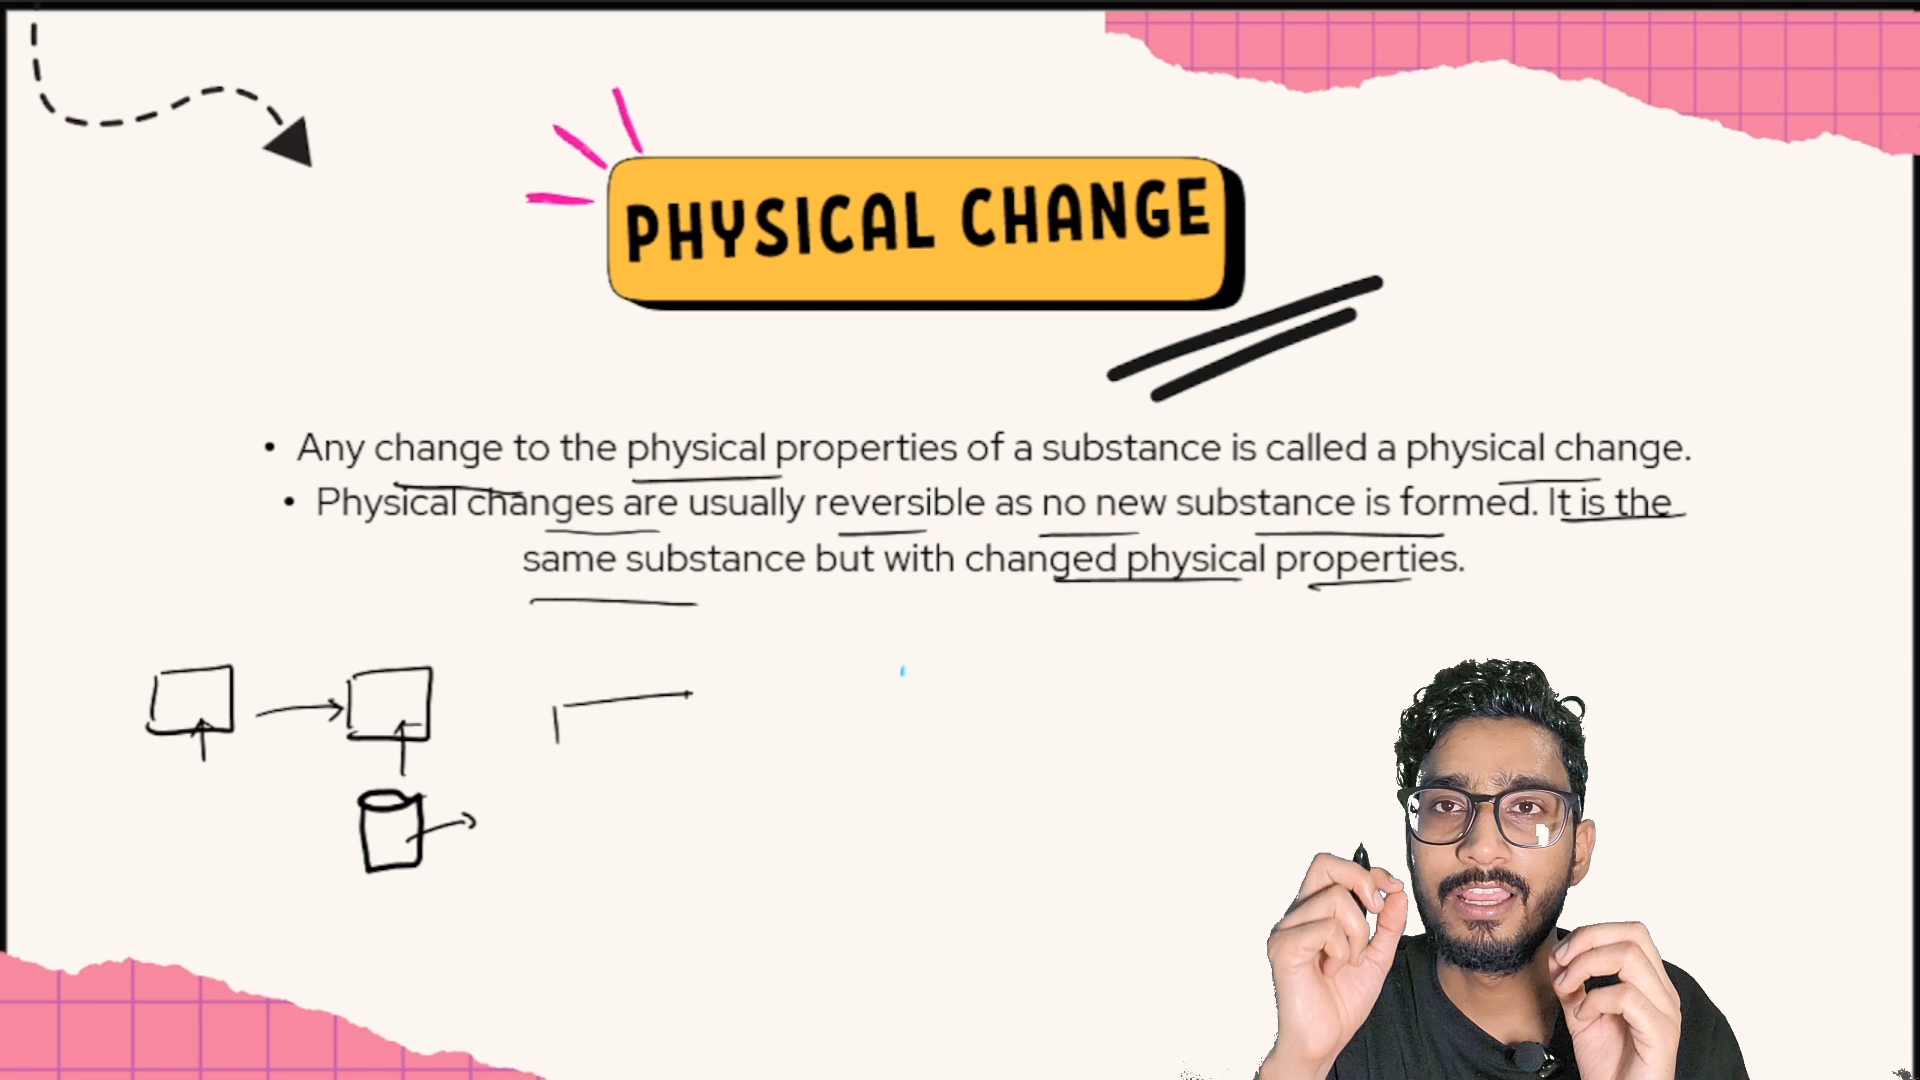 PHYSICAL CHANGE
• Any change to the physical properties of a substance is called a physical change.
• Physical changes are usually reversible as no new substance is formed. It is the
same substance but with changed physical properties.